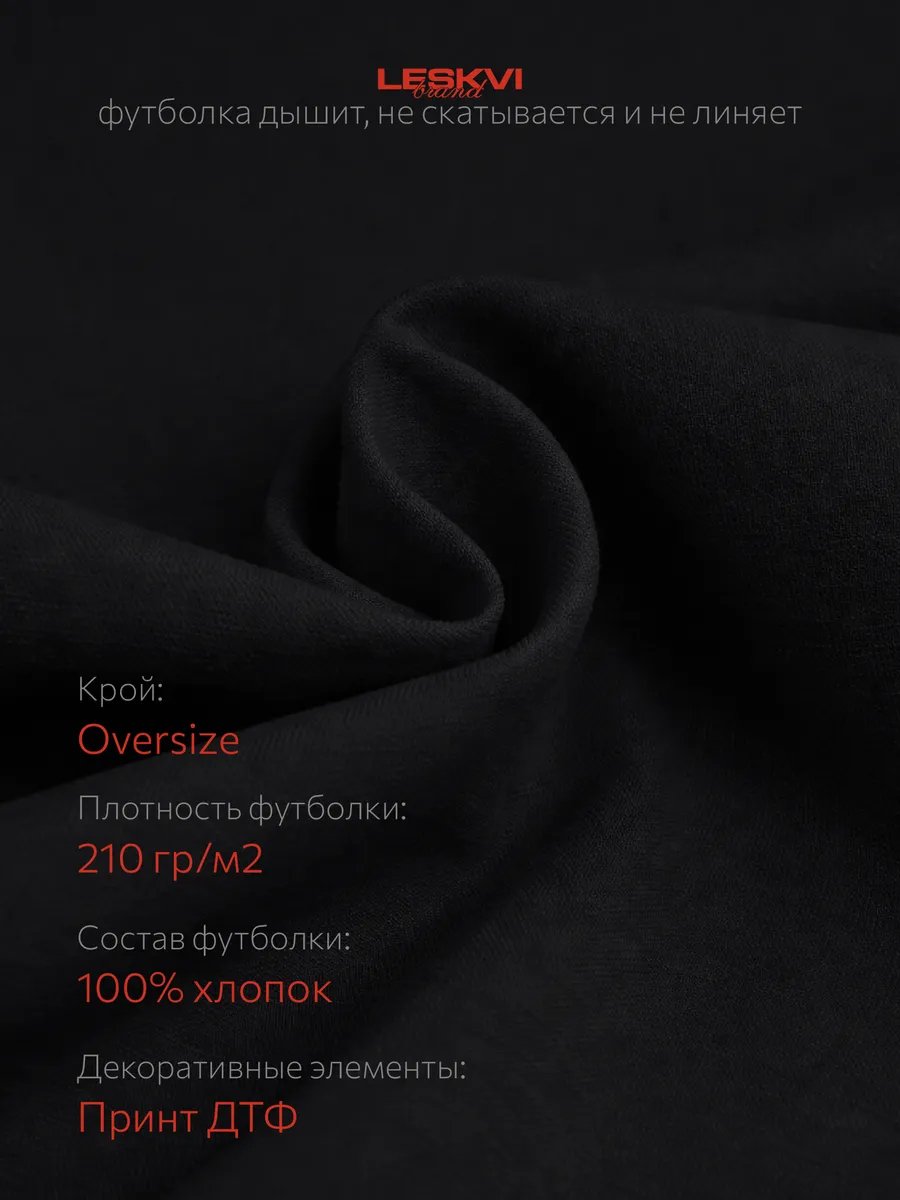 LESKVI
brand
футболка дышит, не скатывается и не линяет
Крой:
Oversize
Плотность футболки:
210 гр/м2
Состав футболки:
100% хлопок
Декоративные элементы:
Принт ДТФ